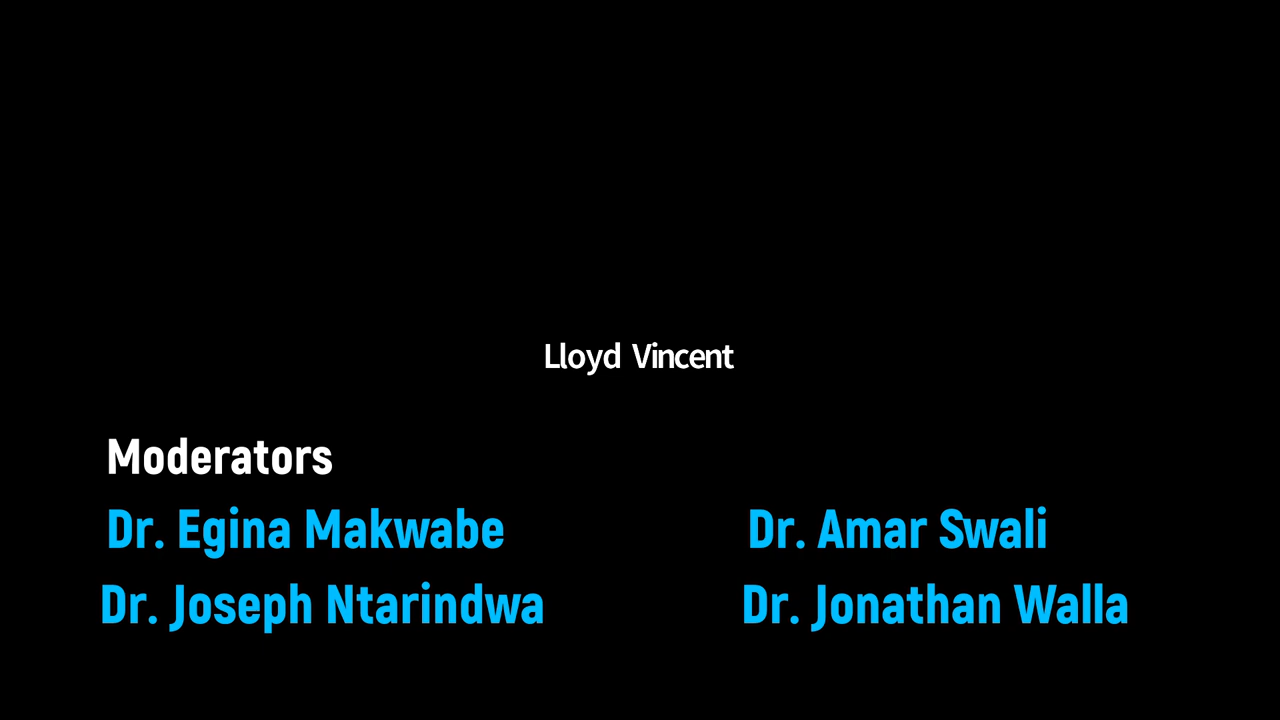 Lloyd Vincent
Moderators
Dr. Egina Makwabe
Dr. Amar Swali
Dr. Joseph Ntarindwa
Dr. Jonathan Walla